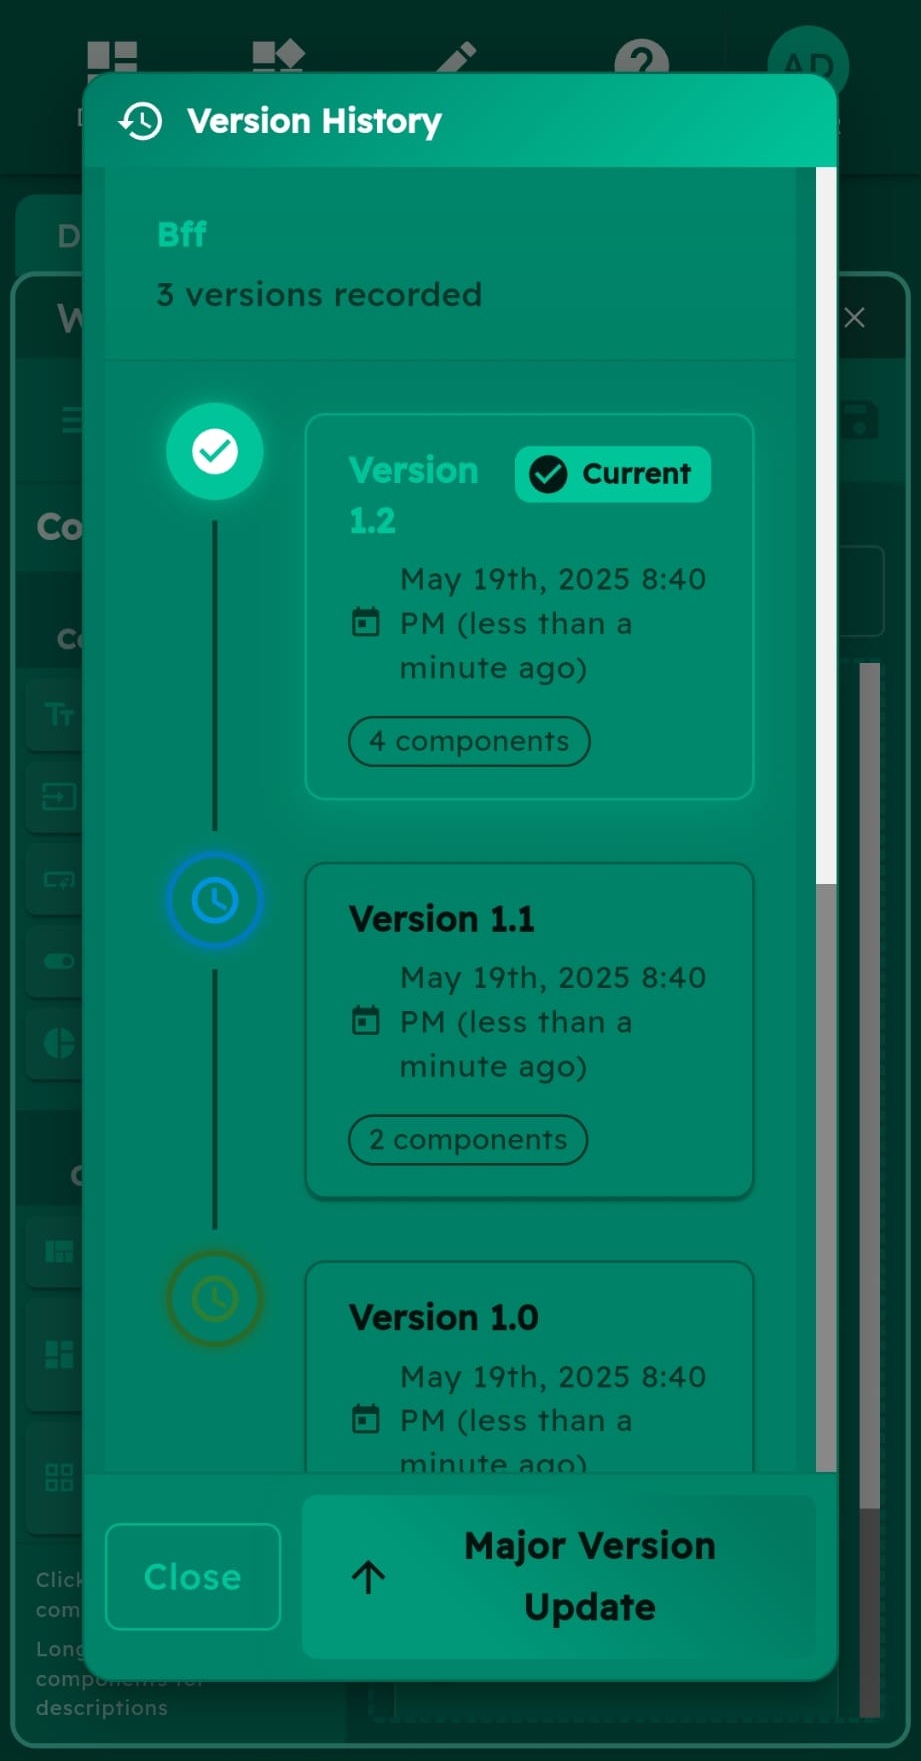 AD
Version History
Bff
3 versions recorded
Version
1.2
Current
May 19th, 2025 8:40
PM (less than a
minute ago)
4 components
Version 1.1
May 19th, 2025 8:40
PM (less than a
minute ago)
2 components
Version 1.0
May 19th, 2025 8:40
PM (less than a
minute ago)
Close
Major Version
Update
D
W
Co
Co
Tт
C
Click
com
Long
components for
descriptions